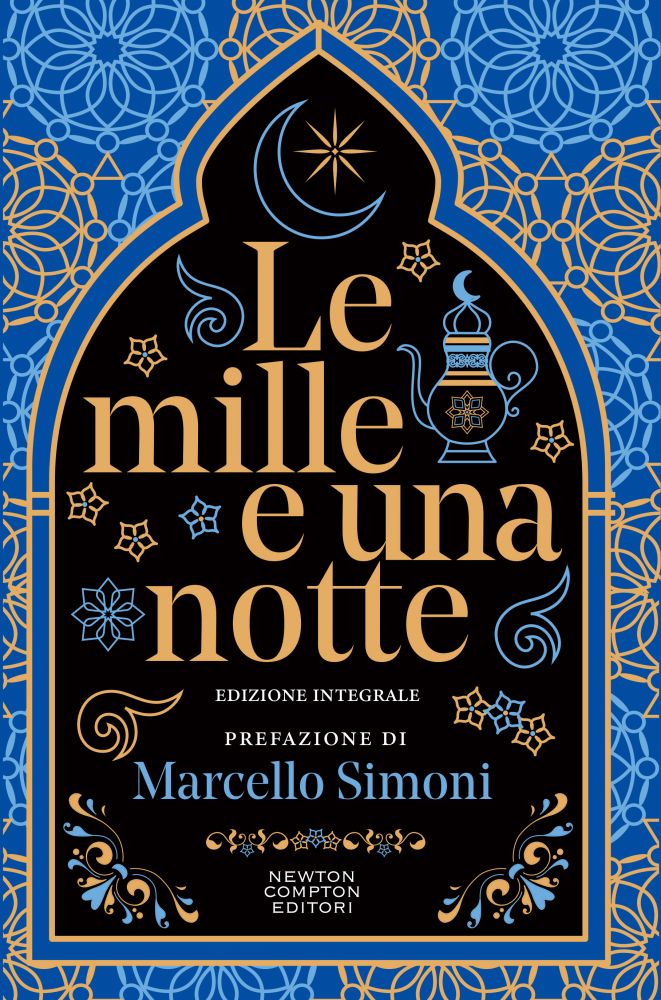 Le
mille
e una
notte
EDIZIONE INTEGRALE
PREFAZIONE DI
Marcello Simoni
NEWTON
COMPTON
EDITORI